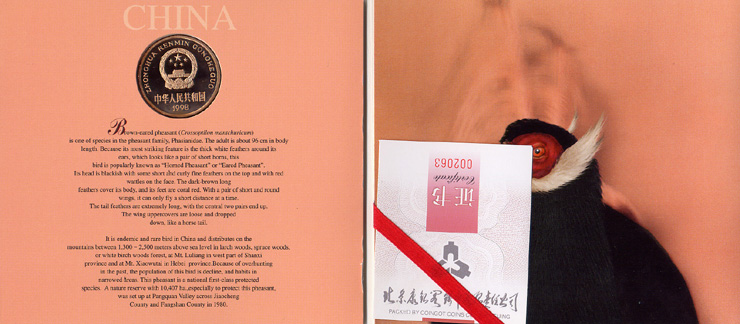 CHINA
ZHONGHUA RENMIN GONGHEGUO
中华人民共和国
1998
Brown-eared pheasant (Crossoptilon mantchuricum)
is one of species in the pheasant family, Phasianidae. The adult is about 96 cm in body
length. Because its most striking feature is the thick white feathers around its
ears, which looks like a pair of short horns, this
bird is popularly known as "Horned Pheasant" or "Eared Pheasant".
Its head is blackish with some short and curly fine feathers on the top and with red
wattles on the face. The dark-brown long
feathers cover its body, and its feet are coral red. With a pair of short and round
wings, it can only fly a short distance at a time.
The tail feathers are extremely long, with the central two pairs end up.
The wing uppercovers are loose and dropped
down, like a horse tail.
It is endemic and rare bird in China and distributes on the
mountains between 1,300 – 2,500 meters above sea level in larch woods, spruce woods,
or white birch woods forest, at Mt. Luliang in west part of Shanxi
province and at Mt. Xiaowutai in Hebei province. Because of overhunting
in the past, the population of this bird is decline, and habits in
narrowed areas. This pheasant is a national first-class protected
species. A nature reserve with 10,407 ha, especially to protect this pheasant,
was set up at Pangquan Valley across Jiaocheng
County and Fangshan County in 1980.
002063
Certificate
证书
PACKED BY COINGOT COINS